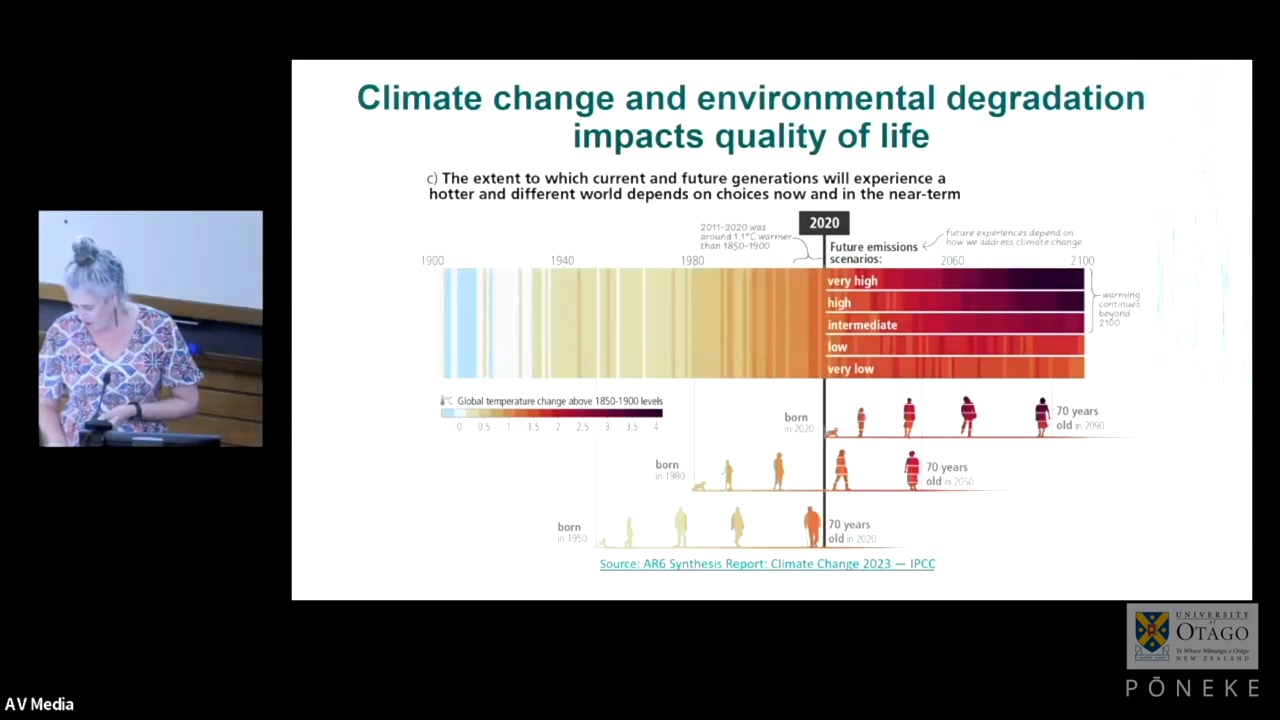 Climate change and environmental degradation
impacts quality of life
c) The extent to which current and future generations will experience a
hotter and different world depends on choices now and in the near-term
2020
2011-2020 was
around 1.1°C warmer
than 1850-1900
Future emissions
scenarios:
future experiences depend on
how we address climate change
1900 1940 1980 2060 2100
very high
high
intermediate
low
very low
warming
continues
beyond
2100
°C Global temperature change above 1850-1900 levels
0 0.5 1 1.5 2 2.5 3 3.5 4
born
in 2020
70 years
old in 2090
born
in 1980
70 years
old in 2050
born
in 1950
70 years
old in 2020
Source: AR6 Synthesis Report: Climate Change 2023 — IPCC
UNIVERSITY
of
OTAGO
Te Whare Wānanga o Otāgo
NEW ZEALAND
PŌNEKE
AV Media